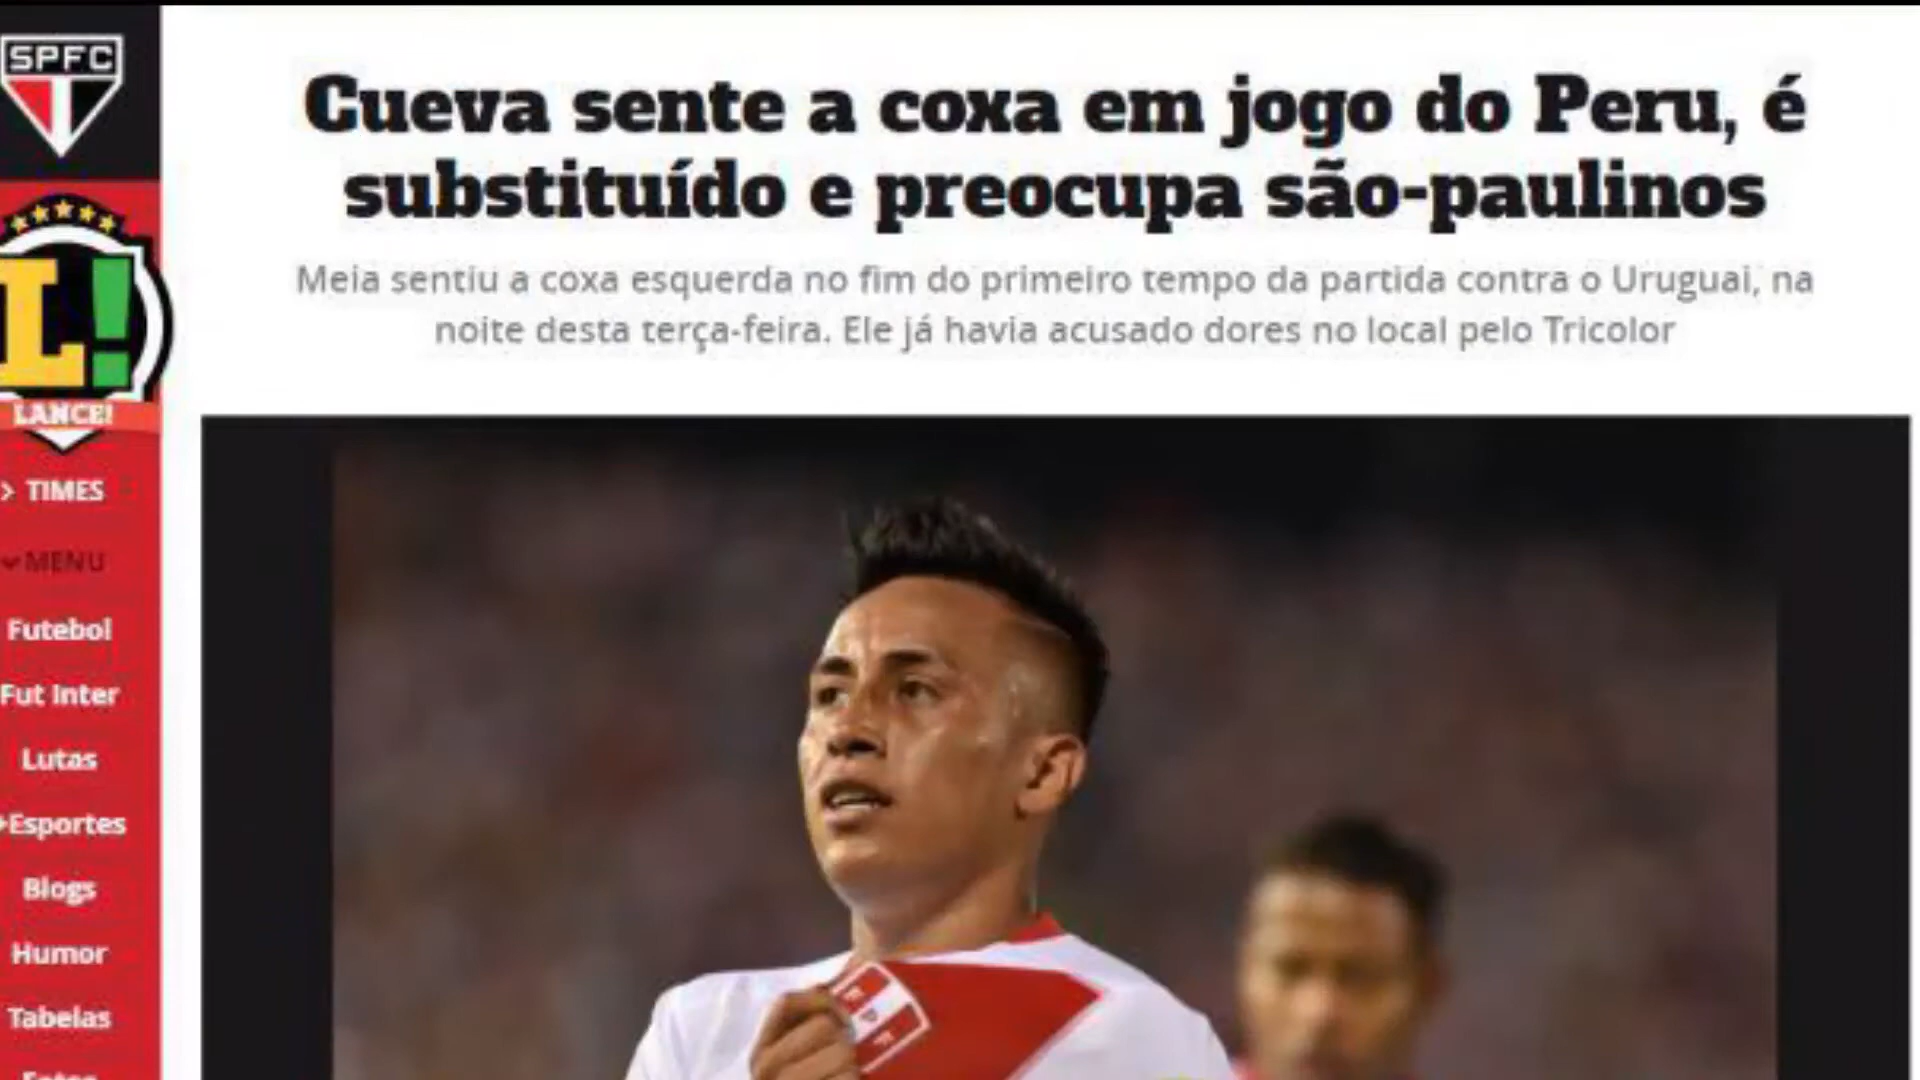 SPFC
Cueva sente a coxa em jogo do Peru, é
substituído e preocupa são-paulinos
Meia sentiu a coxa esquerda no fim do primeiro tempo da partida contra o Uruguai, na
noite desta terça-feira. Ele já havia acusado dores no local pelo Tricolor
L!
LANCE!
TIMES
MENU
Futebol
Fut Inter
Lutas
+Esportes
Blogs
Humor
Tabelas
Fotos
FPF